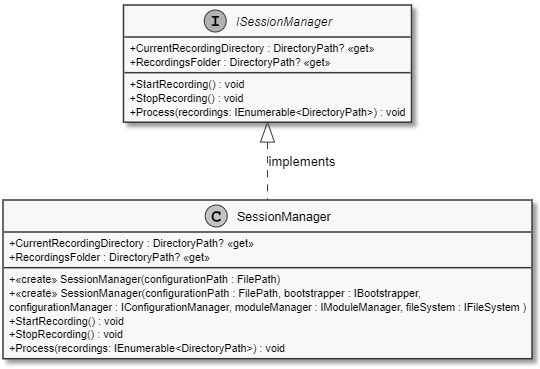 I ISessionManager
+CurrentRecordingDirectory : DirectoryPath? «get»
+RecordingsFolder : DirectoryPath? «get»
+StartRecording() : void
+StopRecording() : void
+Process(recordings: IEnumerable<DirectoryPath>) : void
implements
C SessionManager
+CurrentRecordingDirectory : DirectoryPath? «get»
+RecordingsFolder : DirectoryPath? «get»
+«create» SessionManager(configurationPath : FilePath)
+«create» SessionManager(configurationPath : FilePath, bootstrapper : IBootstrapper,
configurationManager : IConfigurationManager, moduleManager : IModuleManager, fileSystem : IFileSystem )
+StartRecording() : void
+StopRecording() : void
+Process(recordings: IEnumerable<DirectoryPath>) : void